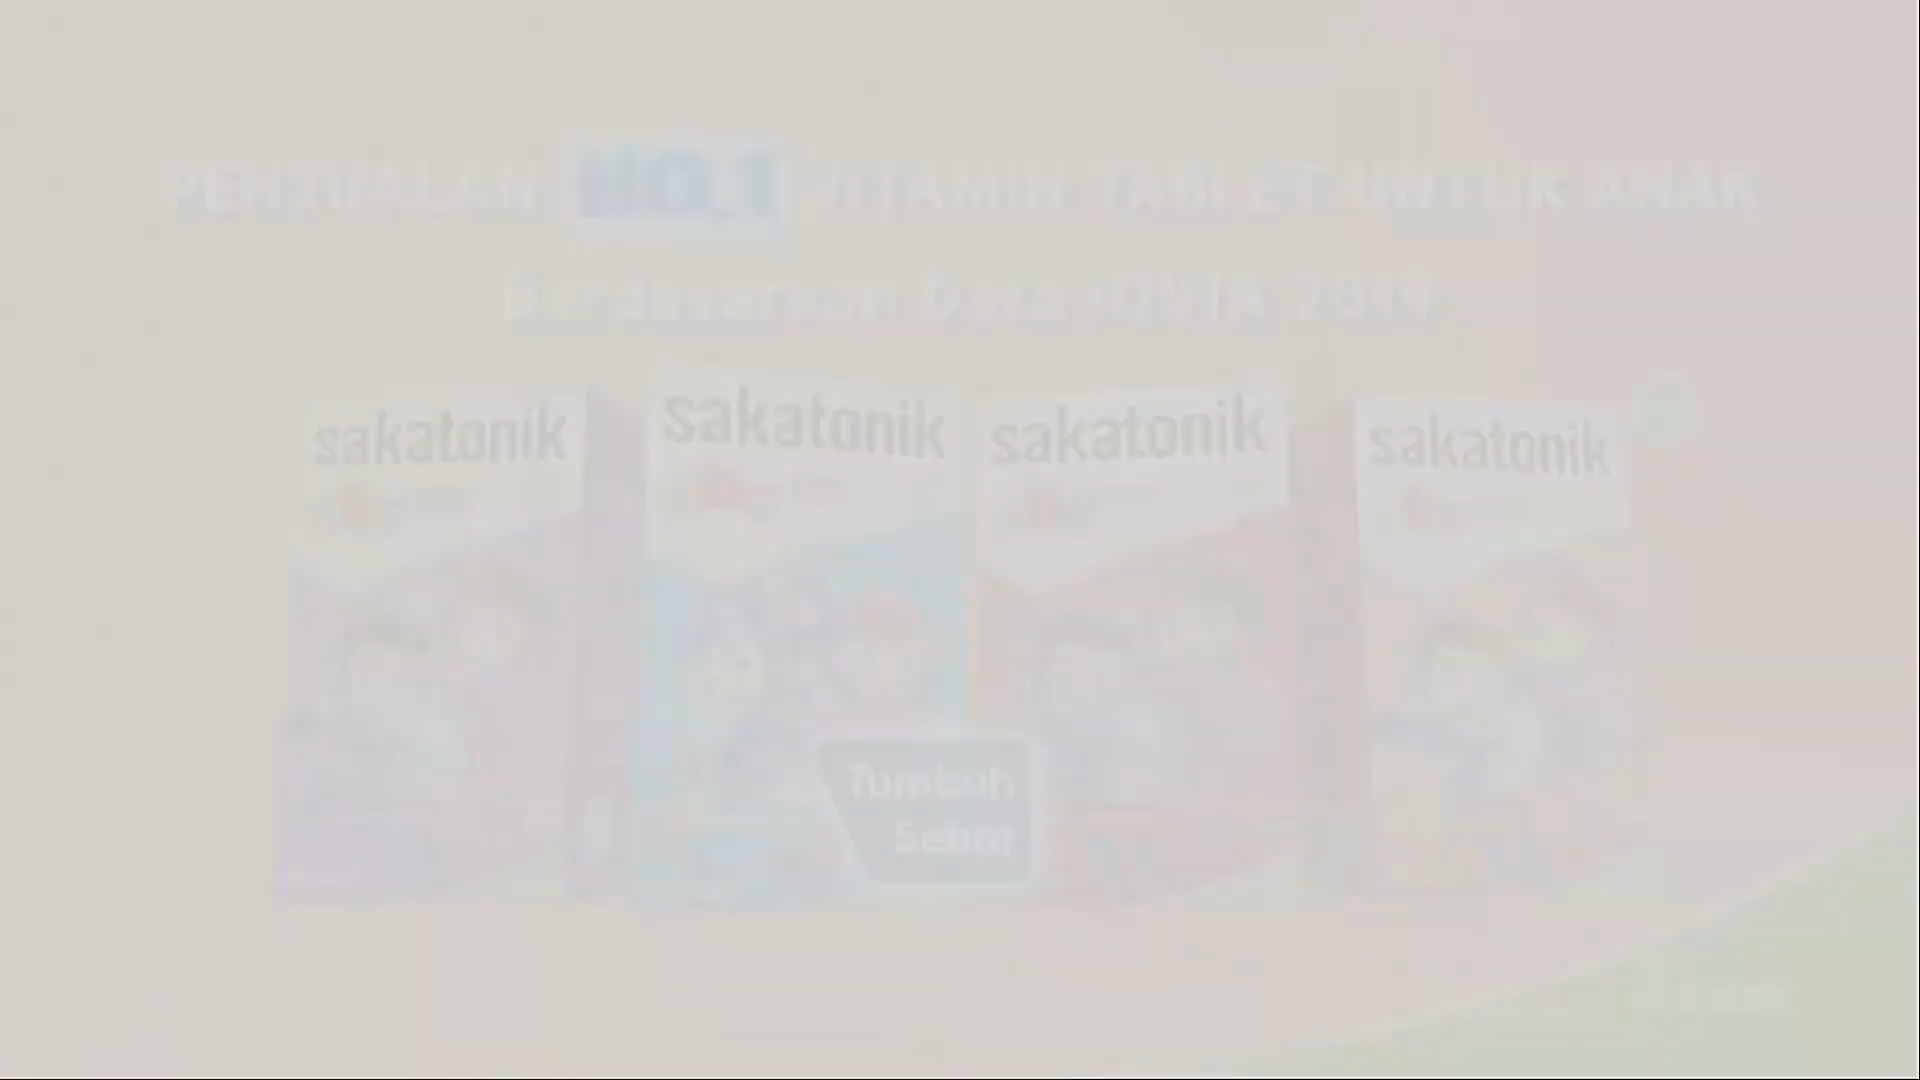 PENJUALAN NO.1 VITAMIN TABLET UNTUK ANAK
Berdasarkan Data IQVIA 2019
sakatonik
sakatonik
sakatonik
sakatonik
Tumbuh
Sehat